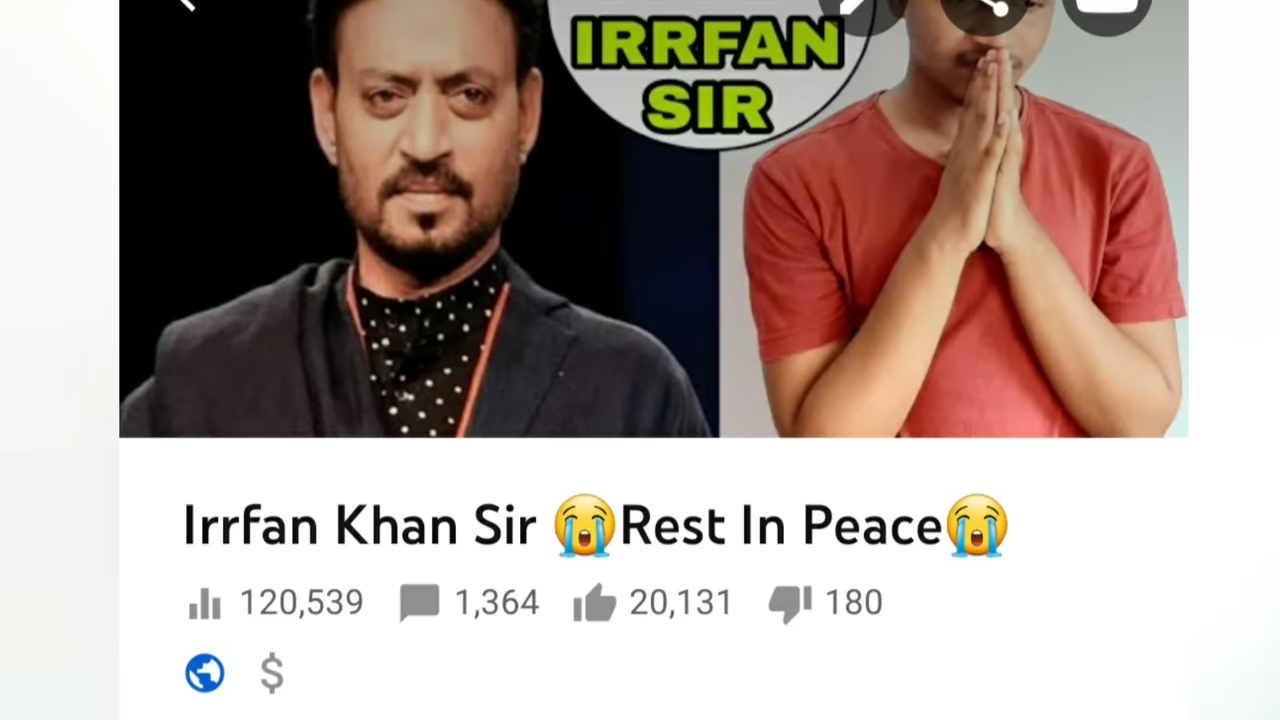 IRRFAN
SIR
Irrfan Khan Sir 😭Rest In Peace😭
120,539 1,364 20,131 180
$